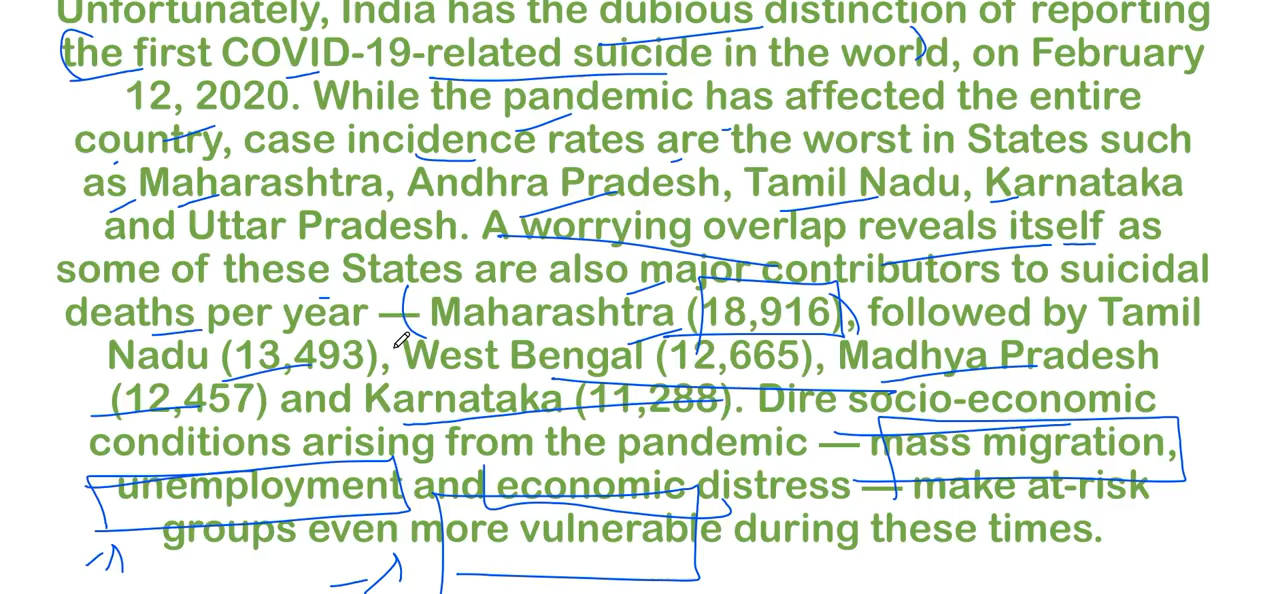 Unfortunately, India has the dubious distinction of reporting
the first COVID-19-related suicide in the world, on February
12, 2020. While the pandemic has affected the entire
country, case incidence rates are the worst in States such
as Maharashtra, Andhra Pradesh, Tamil Nadu, Karnataka
and Uttar Pradesh. A worrying overlap reveals itself as
some of these States are also major contributors to suicidal
deaths per year — Maharashtra (18,916), followed by Tamil
Nadu (13,493), West Bengal (12,665), Madhya Pradesh
(12,457) and Karnataka (11,288). Dire socio-economic
conditions arising from the pandemic — mass migration,
unemployment and economic distress — make at-risk
groups even more vulnerable during these times.